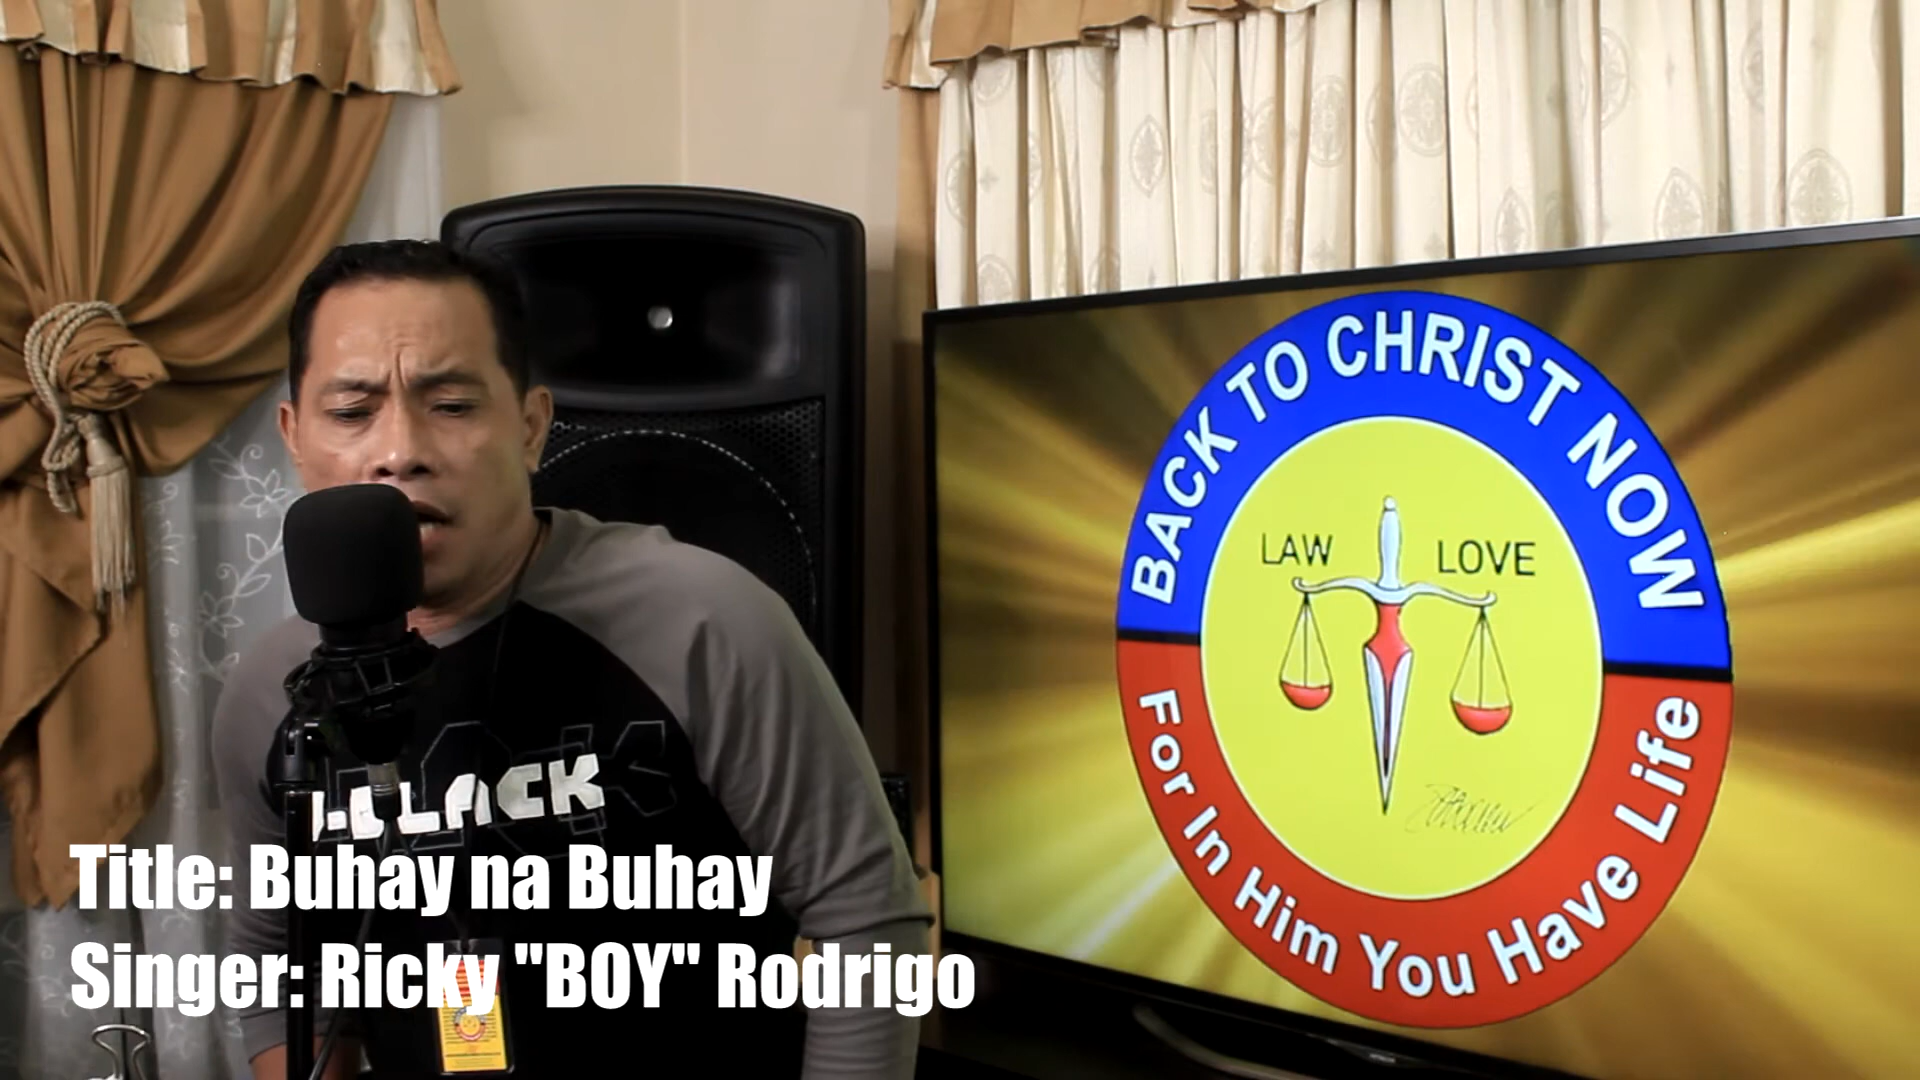 BACK TO CHRIST NOW
LAW
LOVE
For In Him You Have Life
Title: Buhay na Buhay
Singer: Ricky "BOY" Rodrigo